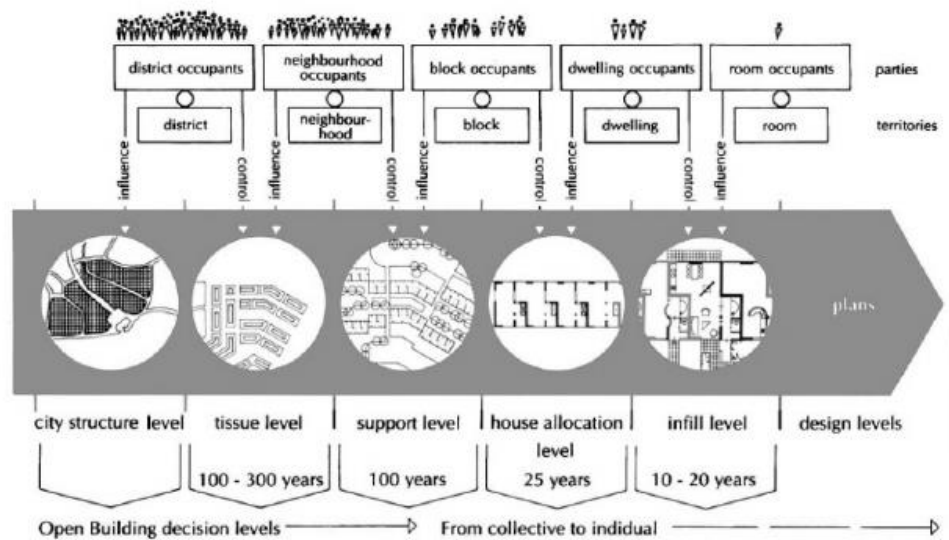 district occupants
neighbourhood
occupants
block occupants
dwelling occupants
room occupants
parties
district
neighbour-
hood
block
dwelling
room
territories
influence
control
influence
control
influence
control
influence
control
influence
plans
city structure level
tissue level
support level
house allocation
level
infill level
design levels
100 - 300 years
100 years
25 years
10 - 20 years
Open Building decision levels
From collective to indidual